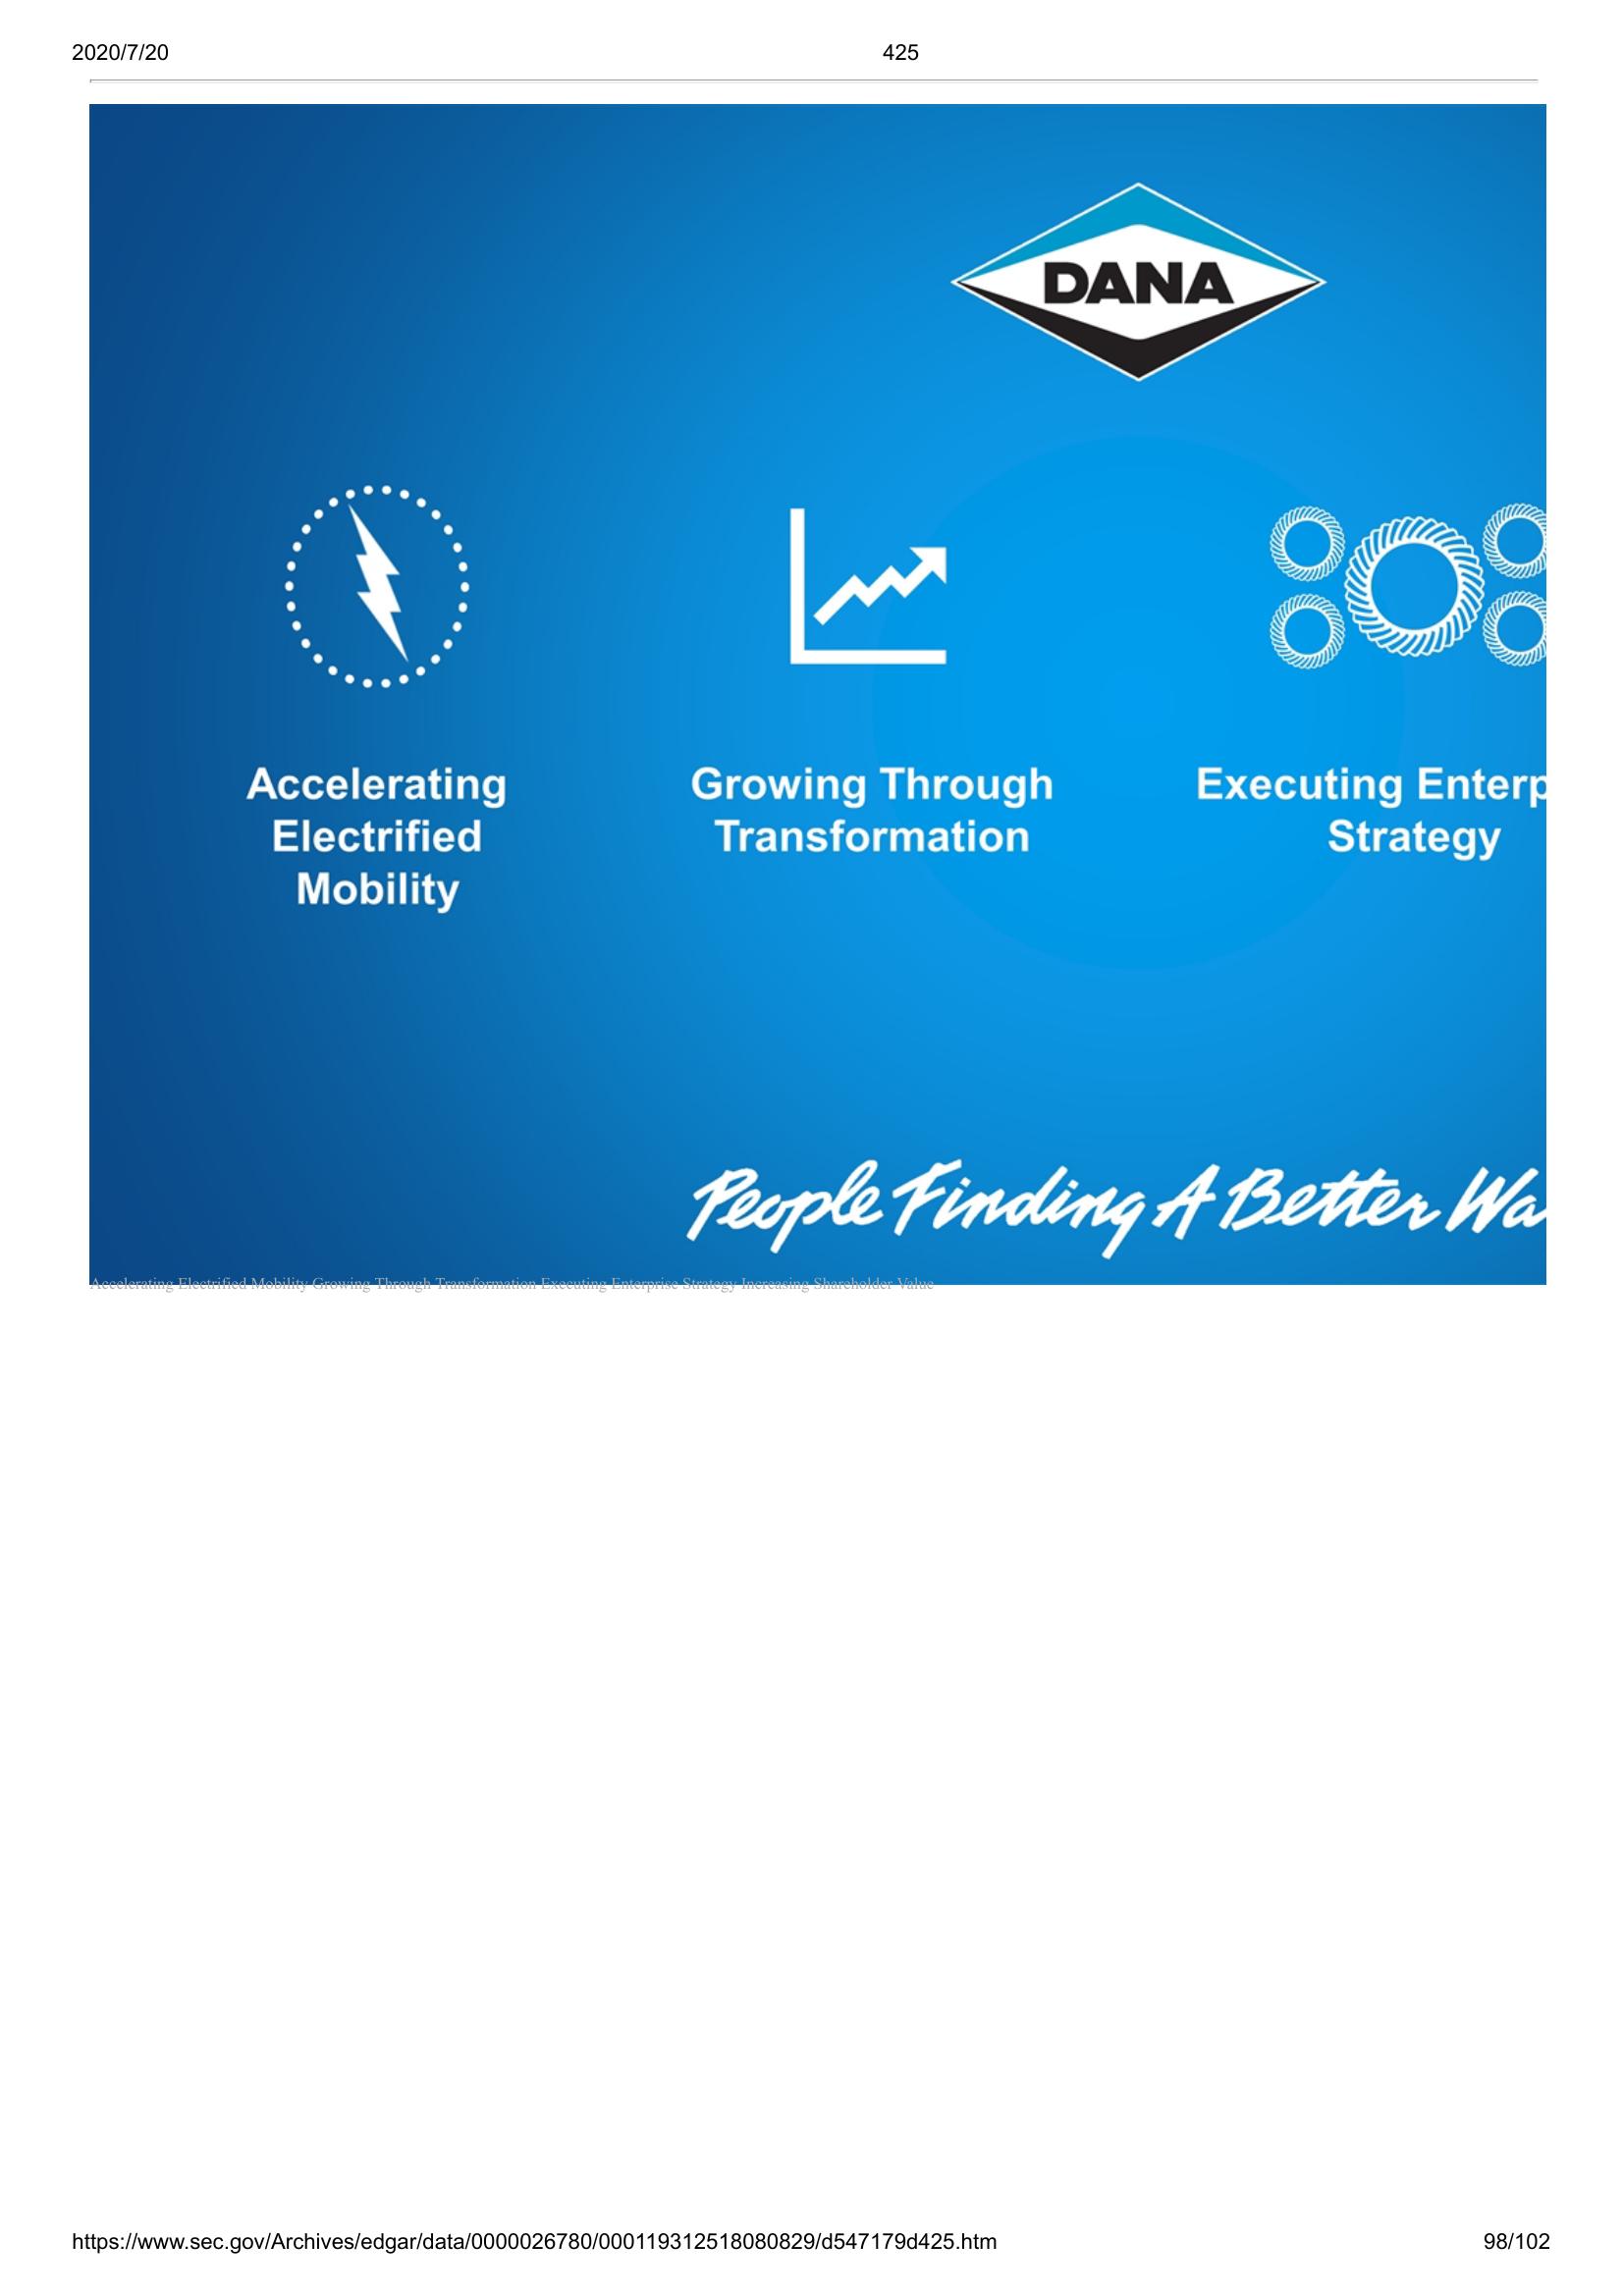 2020/7/20 425
DANA
Accelerating
Electrified
Mobility
Growing Through
Transformation
Executing Enterp
Strategy
People Finding A Better Wa
Accelerating Electrified Mobility Growing Through Transformation Executing Enterprise Strategy Increasing Shareholder Value
https://www.sec.gov/Archives/edgar/data/0000026780/000119312518080829/d547179d425.htm 98/102